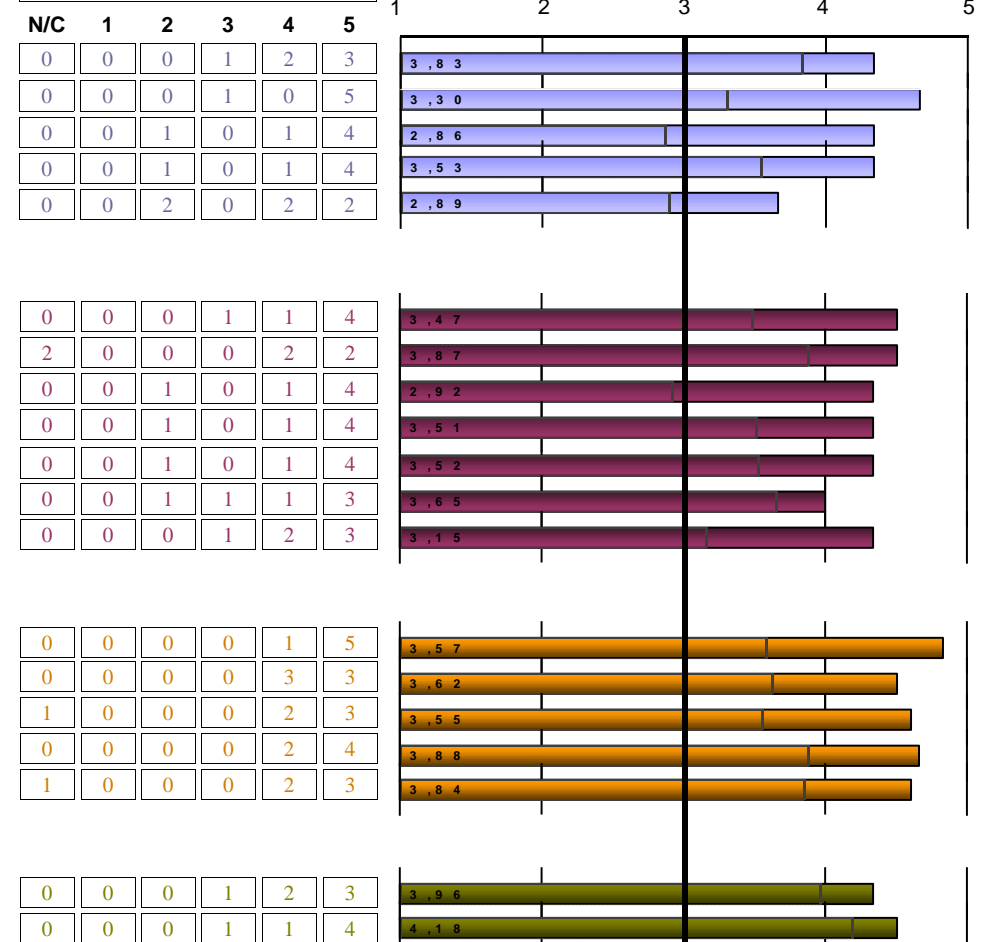 1 2 3 4 5
N/C 1 2 3 4 5
0 0 0 1 2 3 3,83
0 0 0 1 0 5 3,30
0 0 1 0 1 4 2,86
0 0 1 0 1 4 3,53
0 0 2 0 2 2 2,89
0 0 0 1 1 4 3,47
2 0 0 0 2 2 3,87
0 0 1 0 1 4 2,92
0 0 1 0 1 4 3,51
0 0 1 0 1 4 3,52
0 0 1 1 1 3 3,65
0 0 0 1 2 3 3,15
0 0 0 0 1 5 3,57
0 0 0 0 3 3 3,62
1 0 0 0 2 3 3,55
0 0 0 0 2 4 3,88
1 0 0 0 2 3 3,84
0 0 0 1 2 3 3,96
0 0 0 1 1 4 4,18